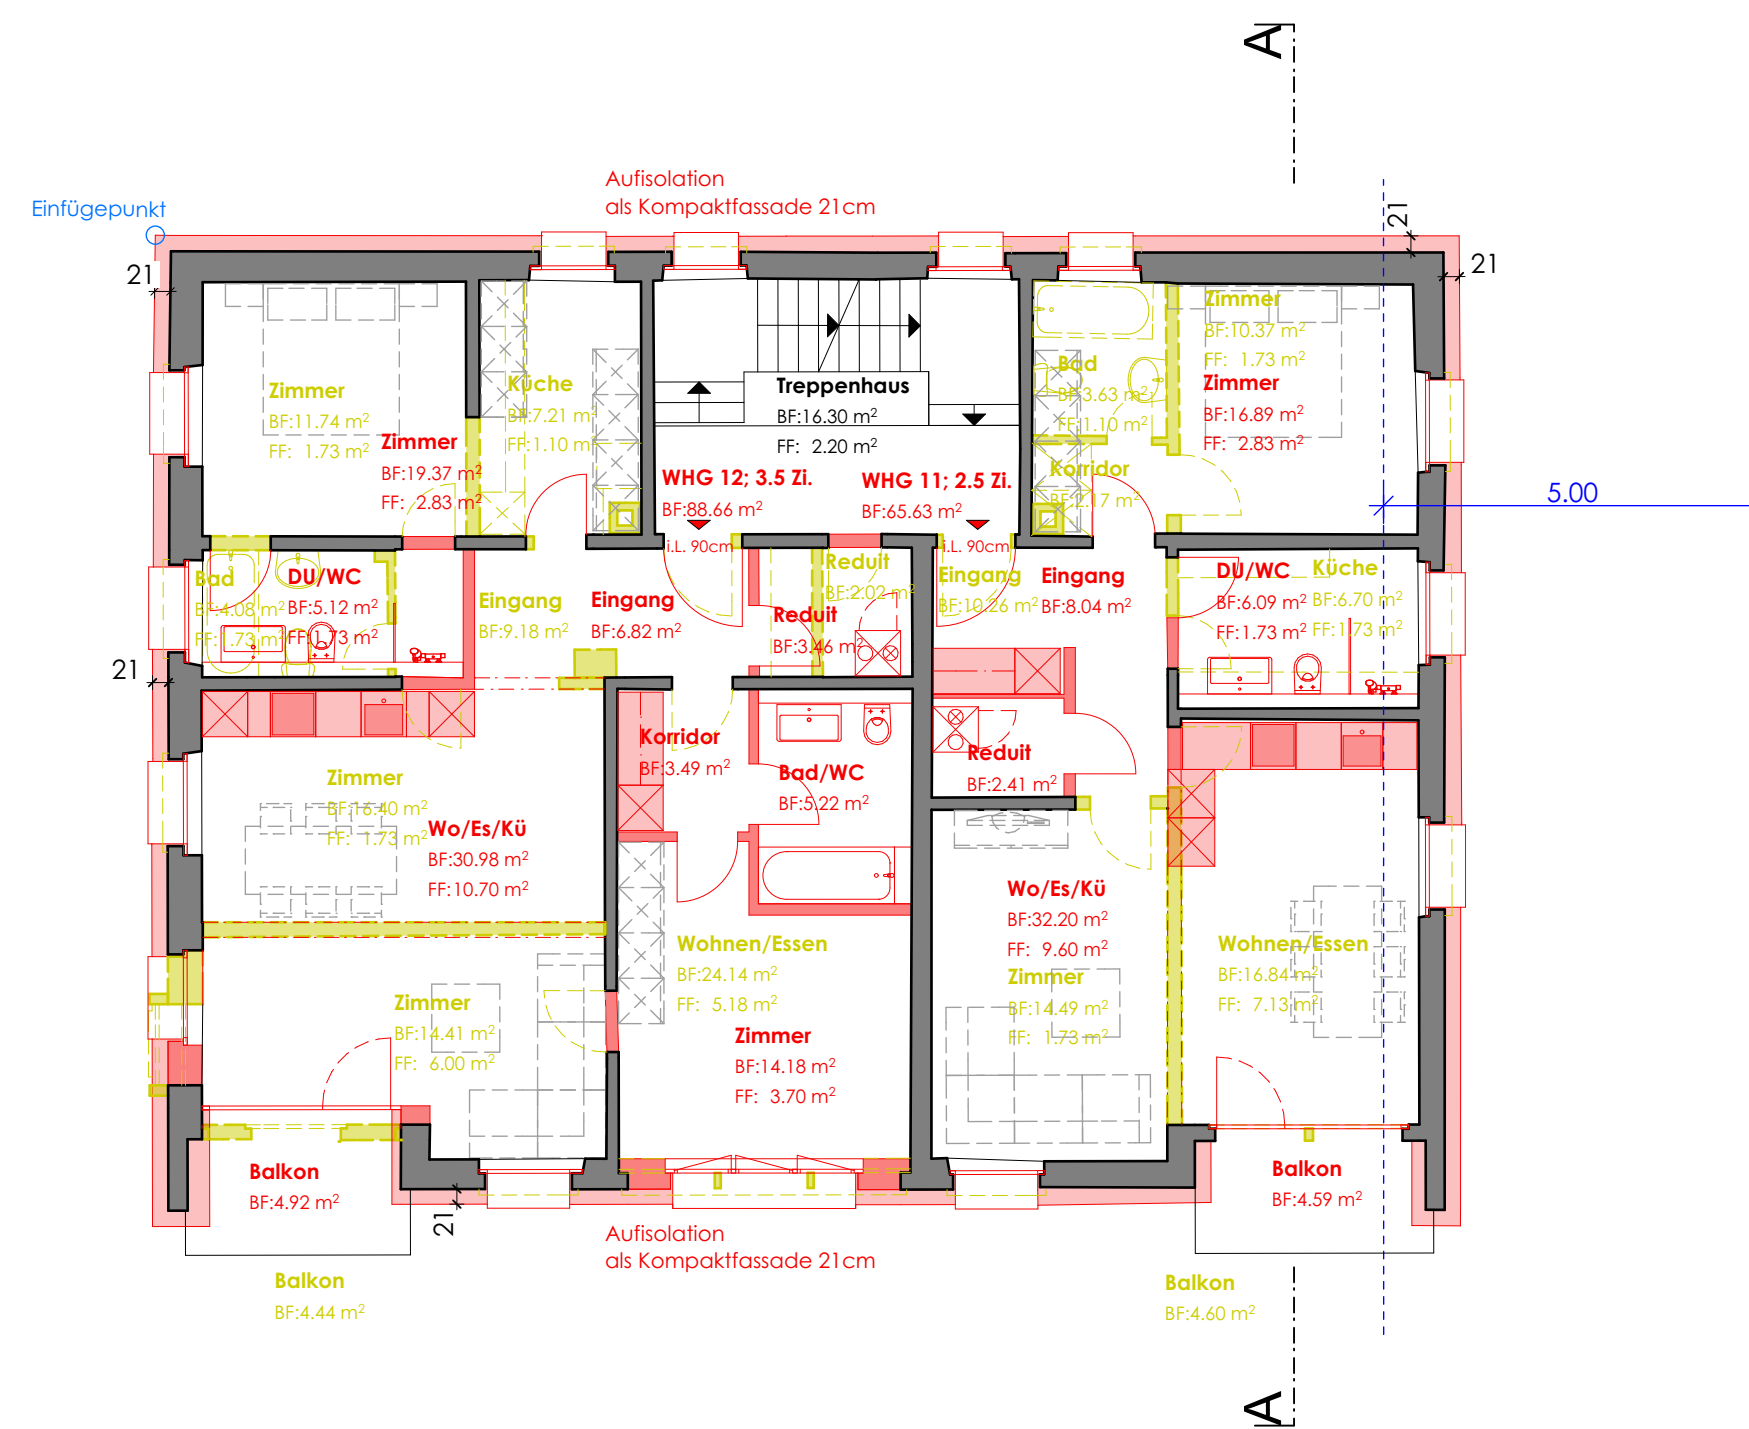 A
Aufisolation
als Kompaktfassade 21cm
Einfügepunkt
21
21
21
Zimmer
BF:10.37 m²
FF: 1.73 m²
Zimmer
BF:16.89 m²
FF: 2.83 m²
Bad
BF:3.63 m²
FF:1.10 m²
Korridor
BF:2.17 m²
Küche
BF:7.21 m²
FF:1.10 m²
Zimmer
BF:11.74 m²
FF: 1.73 m²
Zimmer
BF:19.37 m²
FF: 2.83 m²
Treppenhaus
BF:16.30 m²
FF: 2.20 m²
WHG 12; 3.5 Zi.
BF:88.66 m²
WHG 11; 2.5 Zi.
BF:65.63 m²
5.00
i.L. 90cm
i.L. 90cm
Bad
BF:4.08 m²
FF:1.73 m²
DU/WC
BF:5.12 m²
FF:1.73 m²
Eingang
BF:9.18 m²
Eingang
BF:6.82 m²
Reduit
BF:2.02 m²
Reduit
BF:3.46 m²
Eingang
BF:10.26 m²
Eingang
BF:8.04 m²
DU/WC
BF:6.09 m²
FF:1.73 m²
Küche
BF:6.70 m²
FF:1.73 m²
21
Korridor
BF:3.49 m²
Bad/WC
BF:5.22 m²
Reduit
BF:2.41 m²
Zimmer
BF:16.40 m²
FF: 1.73 m²
Wo/Es/Kü
BF:30.98 m²
FF:10.70 m²
Wo/Es/Kü
BF:32.20 m²
FF: 9.60 m²
Zimmer
BF:14.49 m²
FF: 1.73 m²
Wohnen/Essen
BF:24.14 m²
FF: 5.18 m²
Wohnen/Essen
BF:16.84 m²
FF: 7.13 m²
Zimmer
BF:14.41 m²
FF: 6.00 m²
Zimmer
BF:14.18 m²
FF: 3.70 m²
Balkon
BF:4.92 m²
Balkon
BF:4.59 m²
21
Aufisolation
als Kompaktfassade 21cm
Balkon
BF:4.44 m²
Balkon
BF:4.60 m²
A